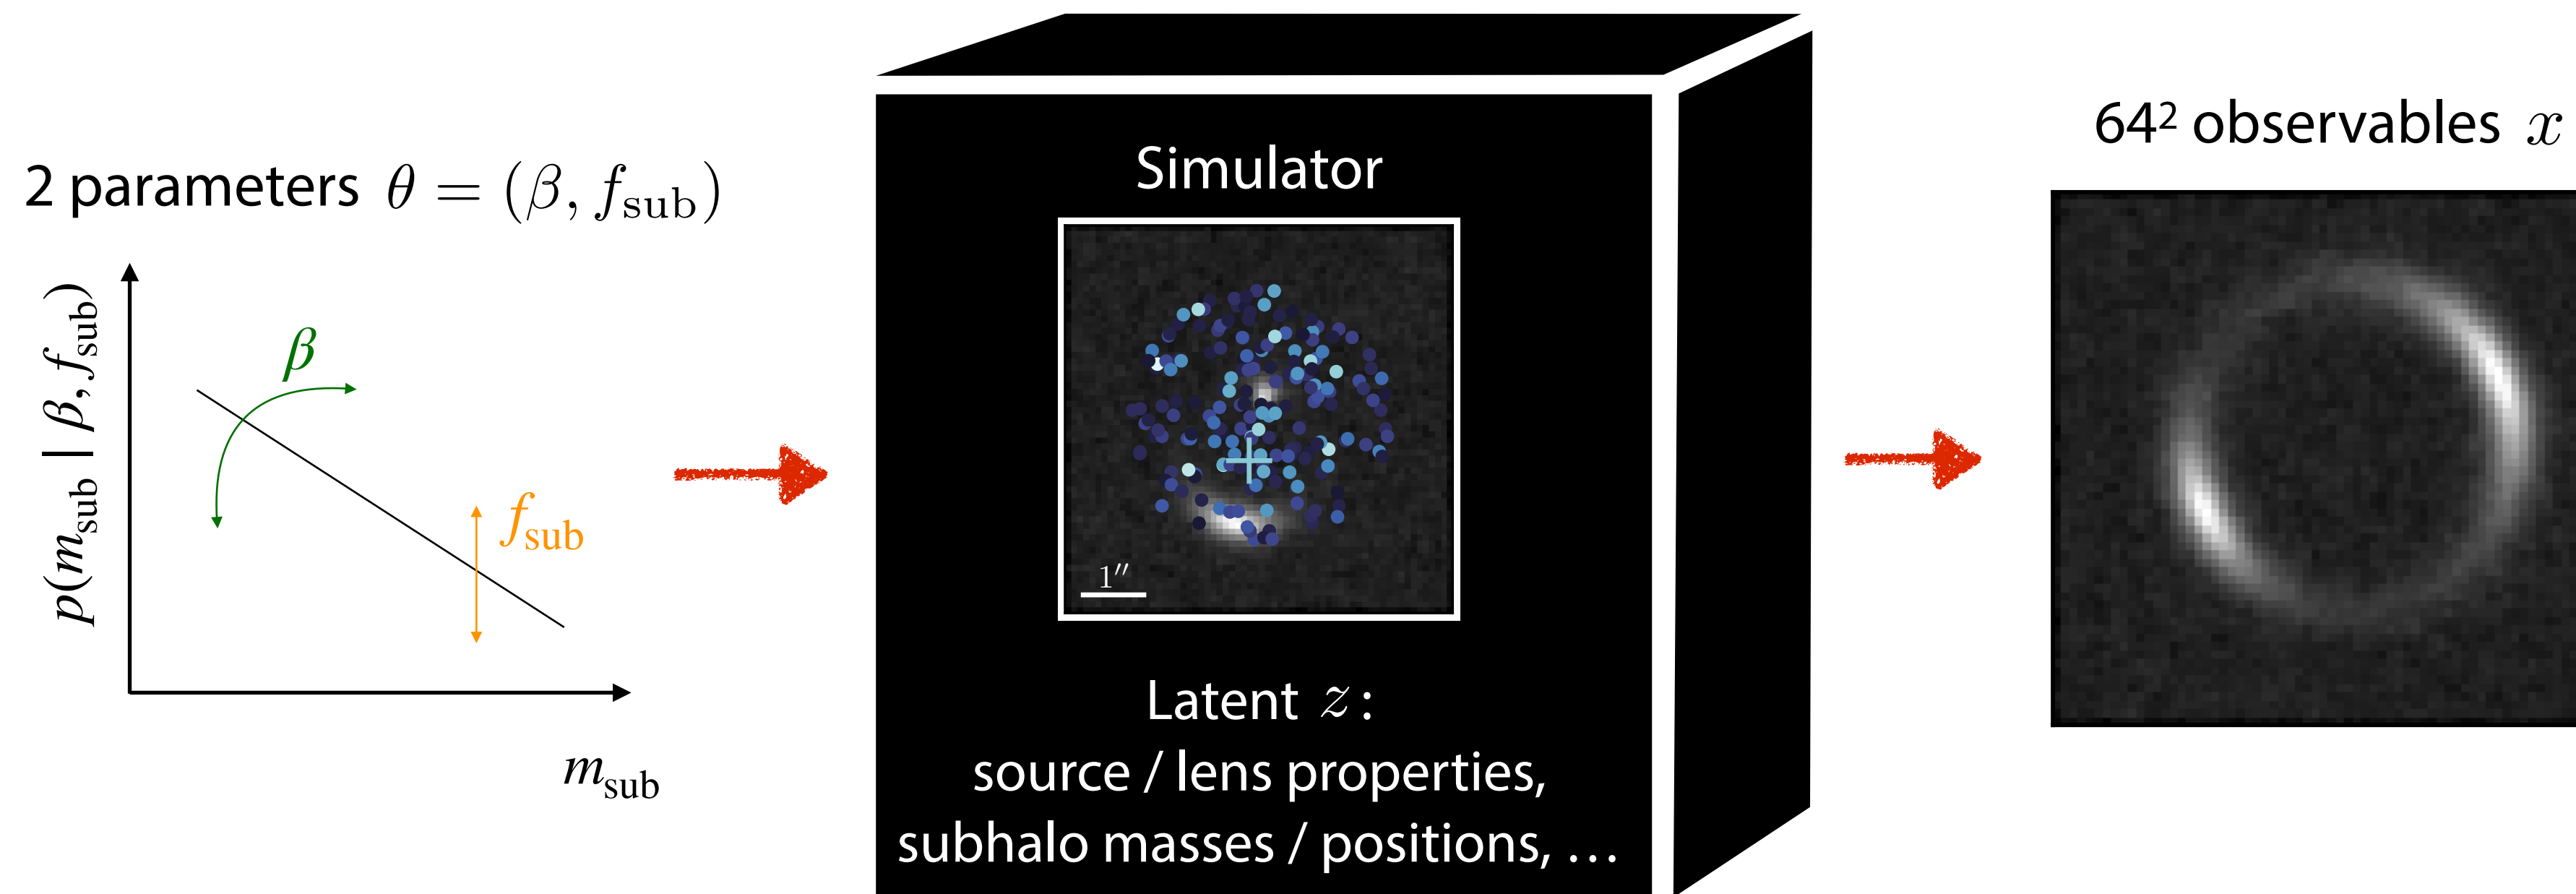 2 parameters θ = (β, f_sub)
p(m_sub | β, f_sub)
β
f_sub
m_sub
Simulator
1″
Latent z :
source / lens properties,
subhalo masses / positions, …
64² observables x